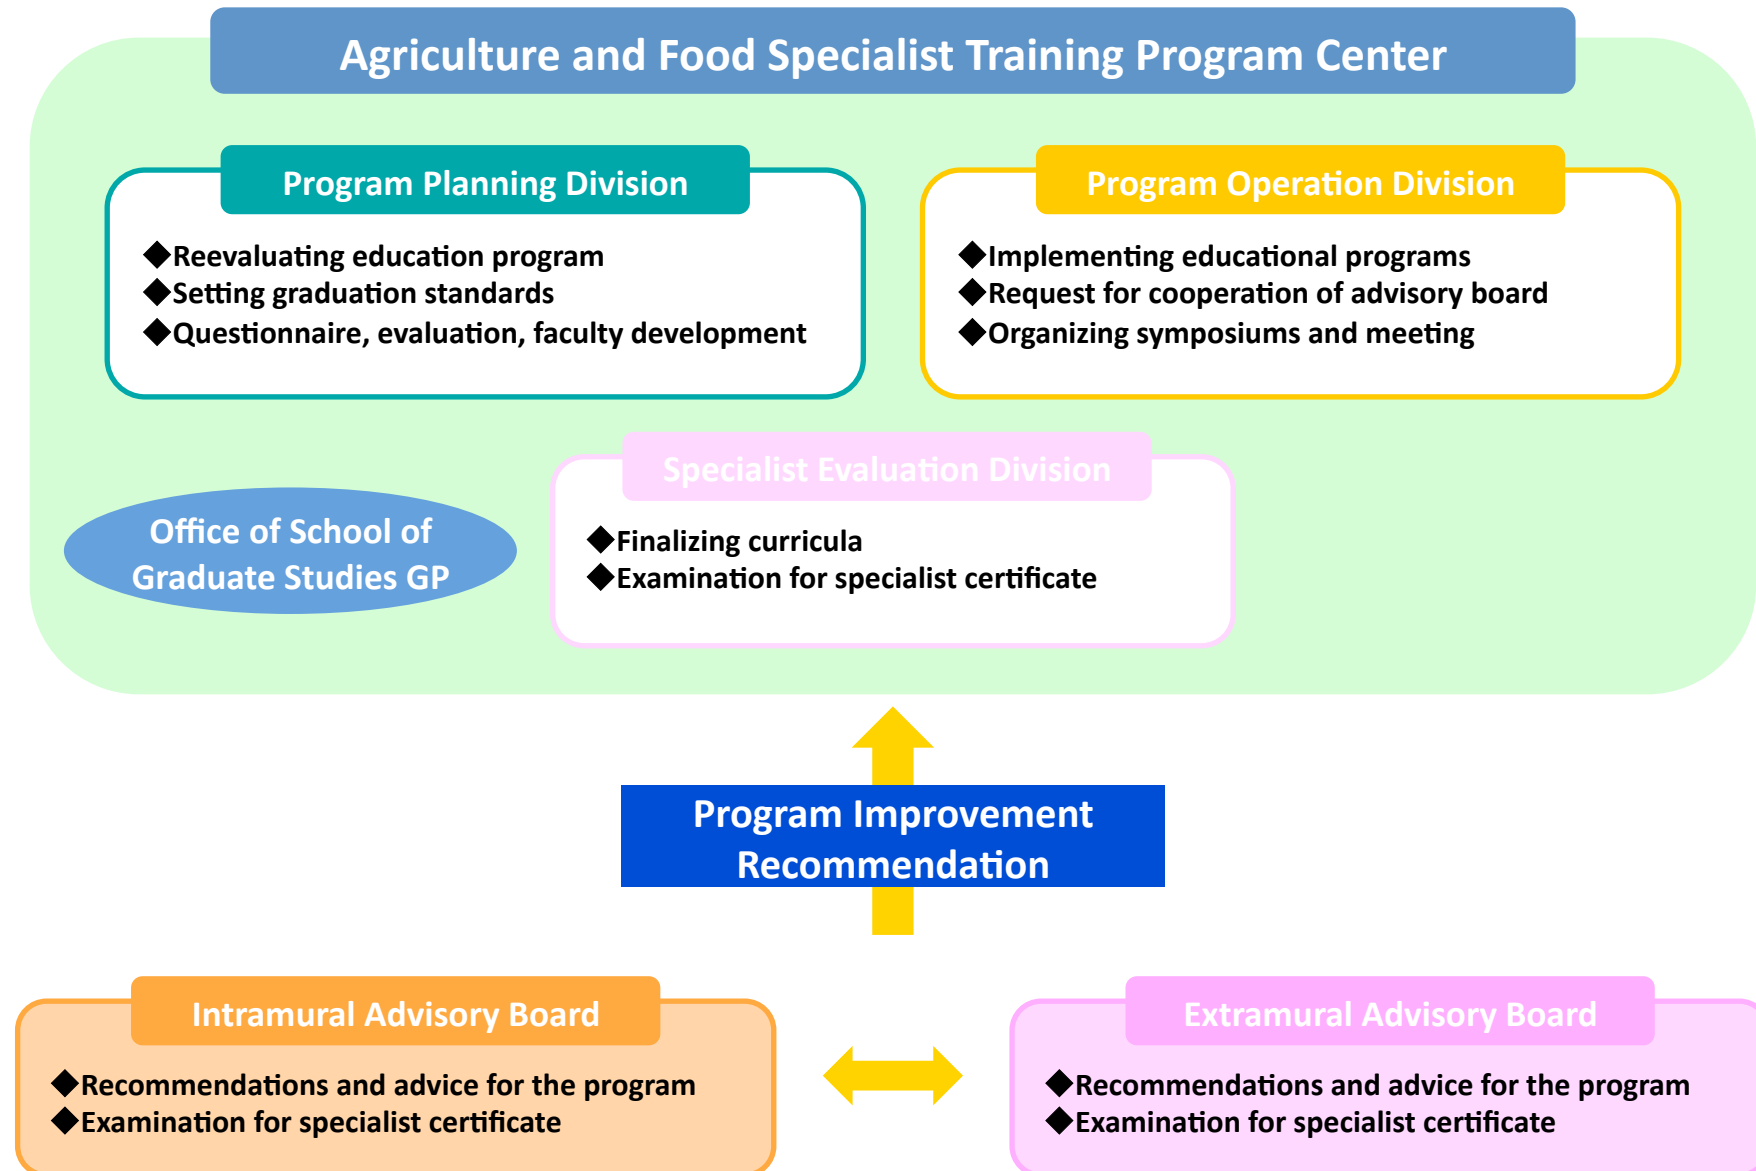 Agriculture and Food Specialist Training Program Center
Program Planning Division
◆Reevaluating education program
◆Setting graduation standards
◆Questionnaire, evaluation, faculty development
Program Operation Division
◆Implementing educational programs
◆Request for cooperation of advisory board
◆Organizing symposiums and meeting
Office of School of
Graduate Studies GP
Specialist Evaluation Division
◆Finalizing curricula
◆Examination for specialist certificate
Program Improvement
Recommendation
Intramural Advisory Board
◆Recommendations and advice for the program
◆Examination for specialist certificate
Extramural Advisory Board
◆Recommendations and advice for the program
◆Examination for specialist certificate